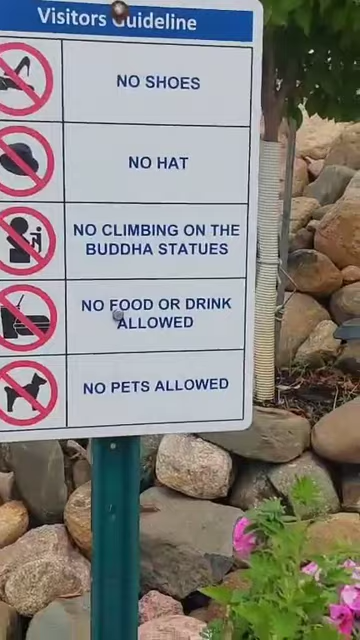 Visitors Guideline
NO SHOES
NO HAT
NO CLIMBING ON THE
BUDDHA STATUES
NO FOOD OR DRINK
ALLOWED
NO PETS ALLOWED